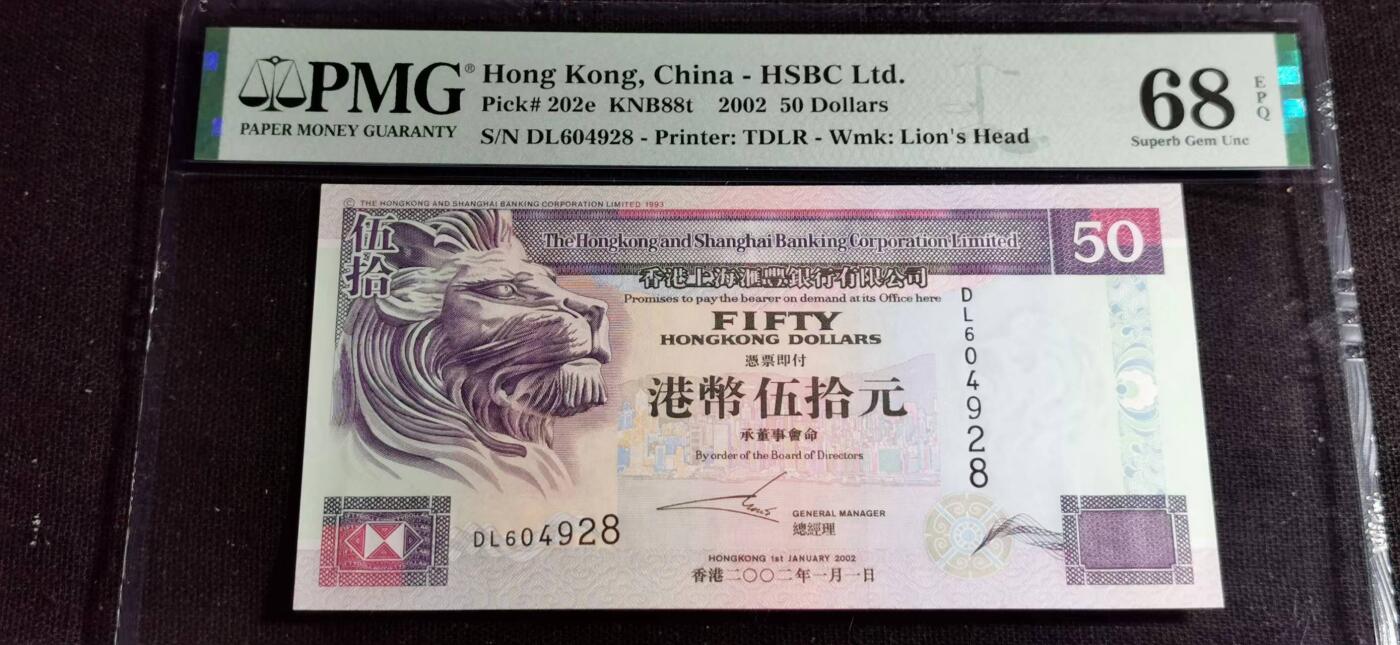 PMG®
PAPER MONEY GUARANTY
Hong Kong, China - HSBC Ltd.
Pick# 202e KNB88t 2002 50 Dollars
S/N DL604928 - Printer: TDLR - Wmk: Lion's Head
68
EPQ
Superb Gem Unc
© THE HONGKONG AND SHANGHAI BANKING CORPORATION LIMITED 1993
伍拾
The Hongkong and Shanghai Banking Corporation Limited
50
香港上海滙豐銀行有限公司
Promises to pay the bearer on demand at its Office here
FIFTY
HONGKONG DOLLARS
憑票即付
港幣伍拾元
承董事會命
By order of the Board of Directors
DL604928
GENERAL MANAGER
總經理
DL604928
HONGKONG 1st JANUARY 2002
香港二〇〇二年一月一日